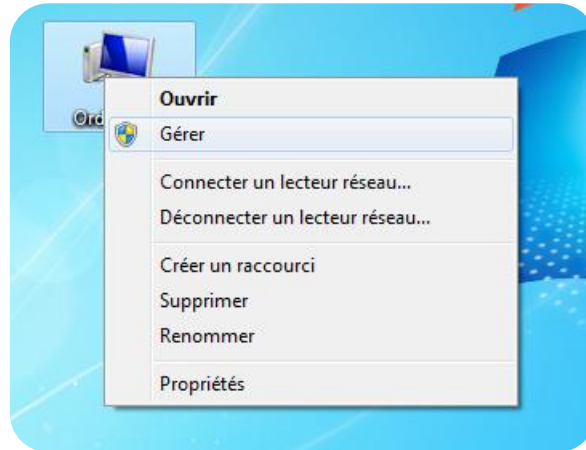 Ouvrir
Gérer
Connecter un lecteur réseau...
Déconnecter un lecteur réseau...
Créer un raccourci
Supprimer
Renommer
Propriétés